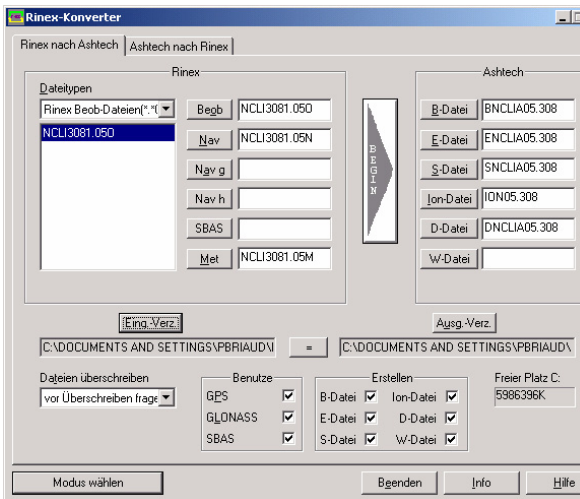 Rinex-Konverter
Rinex nach Ashtech Ashtech nach Rinex
Rinex
Dateitypen
Rinex Beob-Dateien(*.*
NCLI3081.05O
Beob NCLI3081.05O
Nav NCLI3081.05N
Nav g
Nav h
SBAS
Met NCLI3081.05M
BEGIN
Ashtech
B-Datei BNCLIA05.308
E-Datei ENCLIA05.308
S-Datei SNCLIA05.308
Ion-Datei ION05.308
D-Datei DNCLIA05.308
W-Datei
Eing.-Verz.
Ausg.-Verz.
C:\DOCUMENTS AND SETTINGS\PBRIAUD\ = C:\DOCUMENTS AND SETTINGS\PBRIAUD\
Dateien überschreiben
vor Überschreiben frage
Benutze
GPS
GLONASS
SBAS
Erstellen
B-Datei Ion-Datei
E-Datei D-Datei
S-Datei W-Datei
Freier Platz C:
5986396K
Modus wählen Beenden Info Hilfe